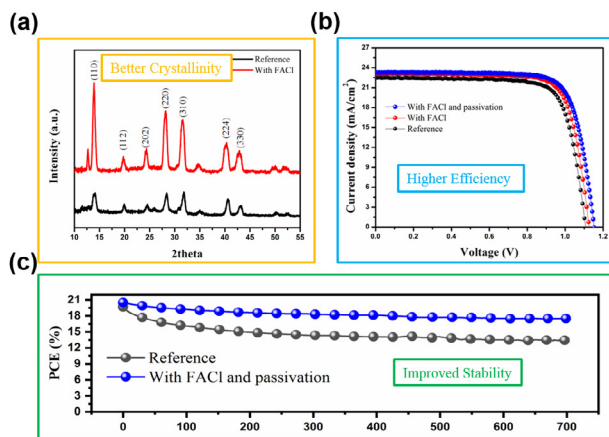 (a)
Better Crystallinity
Reference
With FACl
(110)
(112)
(202)
(220)
(310)
(224)
(330)
Intensity (a.u.)
10 15 20 25 30 35 40 45 50 55
2theta
(b)
27
24
21
18
15
12
9
6
3
0
With FACl and passivation
With FACl
Reference
Higher Efficiency
Current density (mA/cm²)
0.0 0.2 0.4 0.6 0.8 1.0 1.2
Voltage (V)
(c)
21
18
15
12
9
6
3
0
PCE (%)
Reference
With FACl and passivation
Improved Stability
0 100 200 300 400 500 600 700